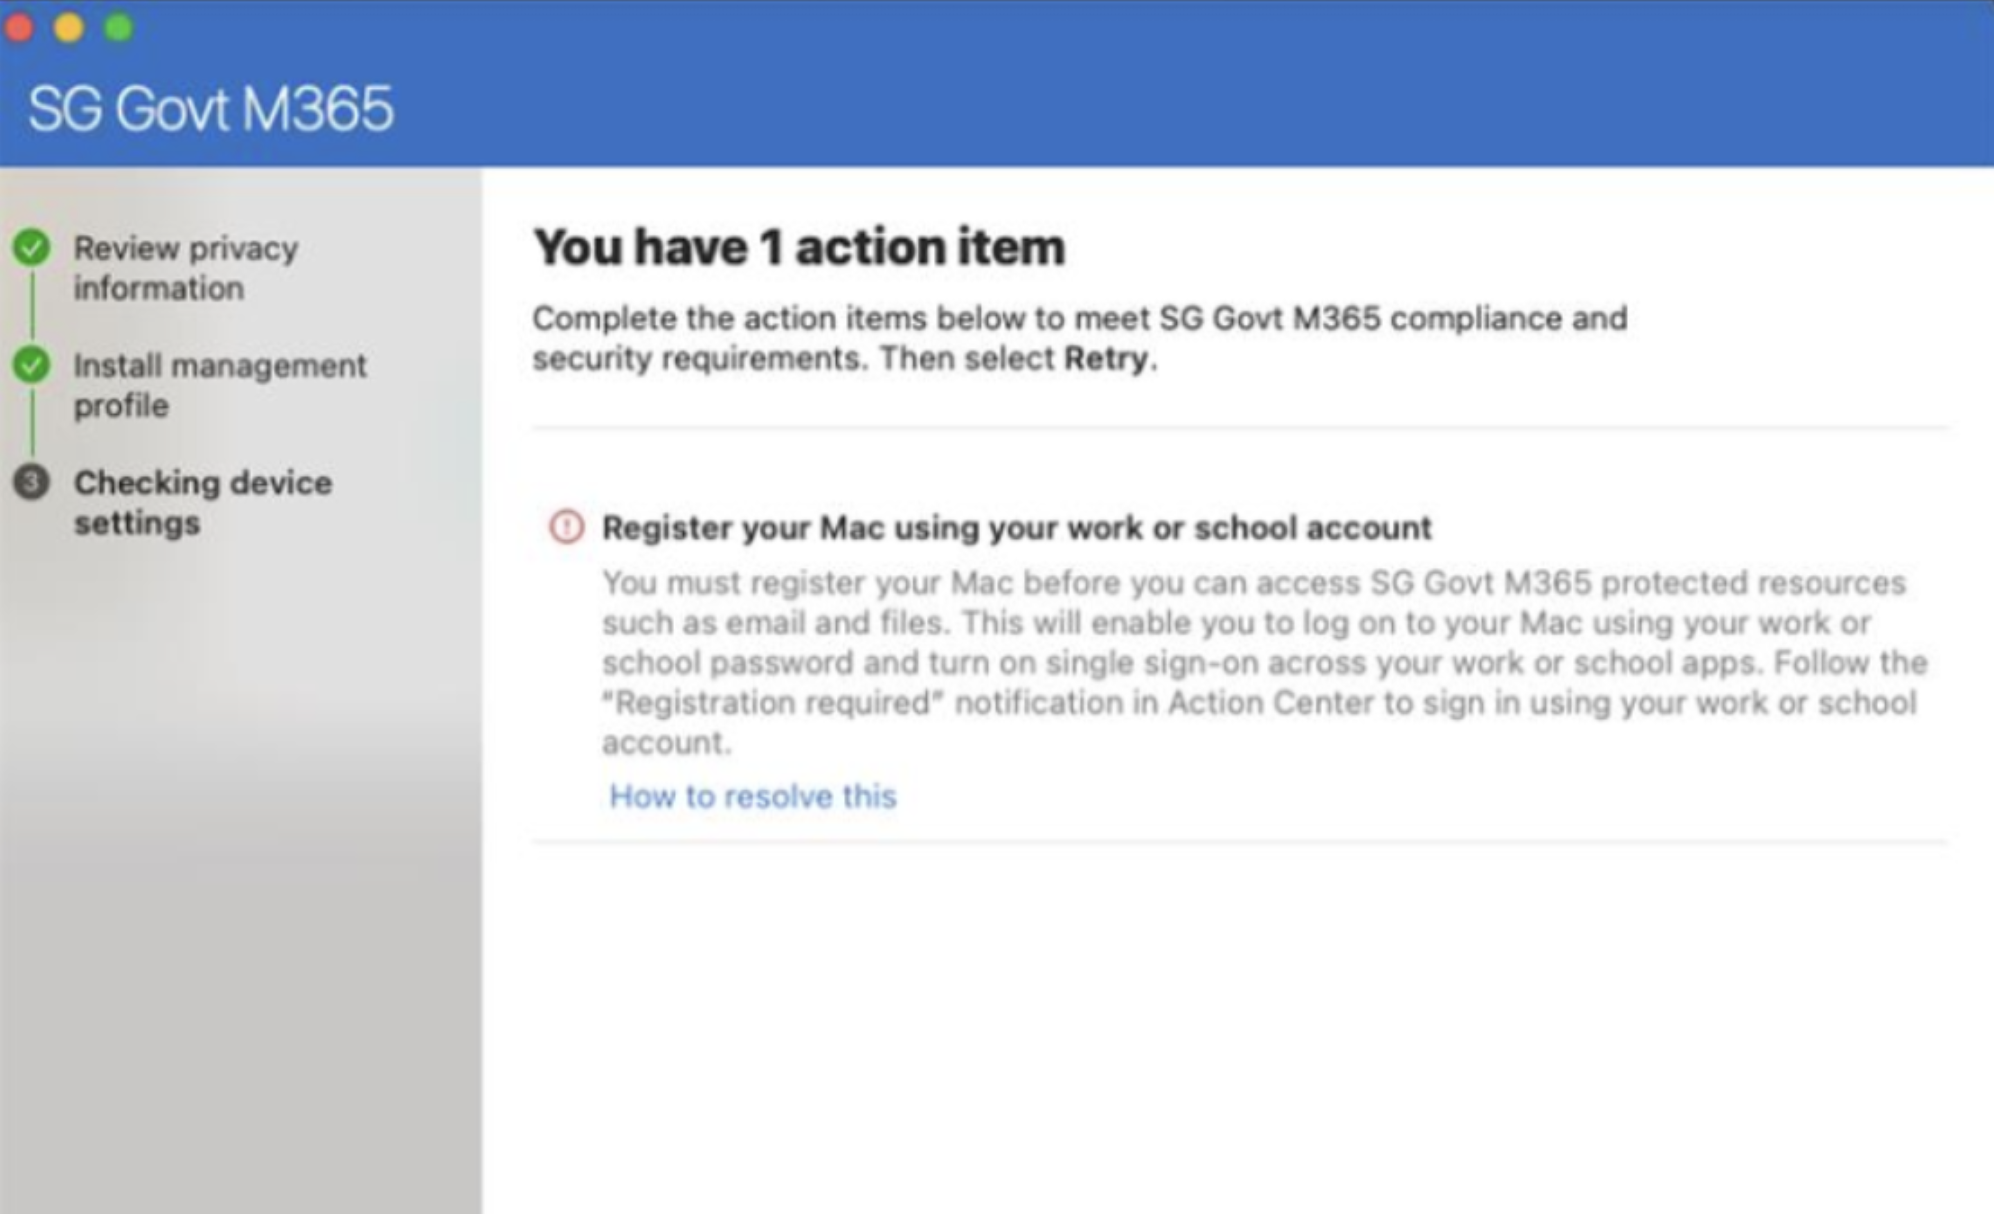 SG Govt M365
Review privacy
information
Install management
profile
3
Checking device
settings
You have 1 action item
Complete the action items below to meet SG Govt M365 compliance and
security requirements. Then select Retry.
Register your Mac using your work or school account
You must register your Mac before you can access SG Govt M365 protected resources
such as email and files. This will enable you to log on to your Mac using your work or
school password and turn on single sign-on across your work or school apps. Follow the
"Registration required" notification in Action Center to sign in using your work or school
account.
How to resolve this